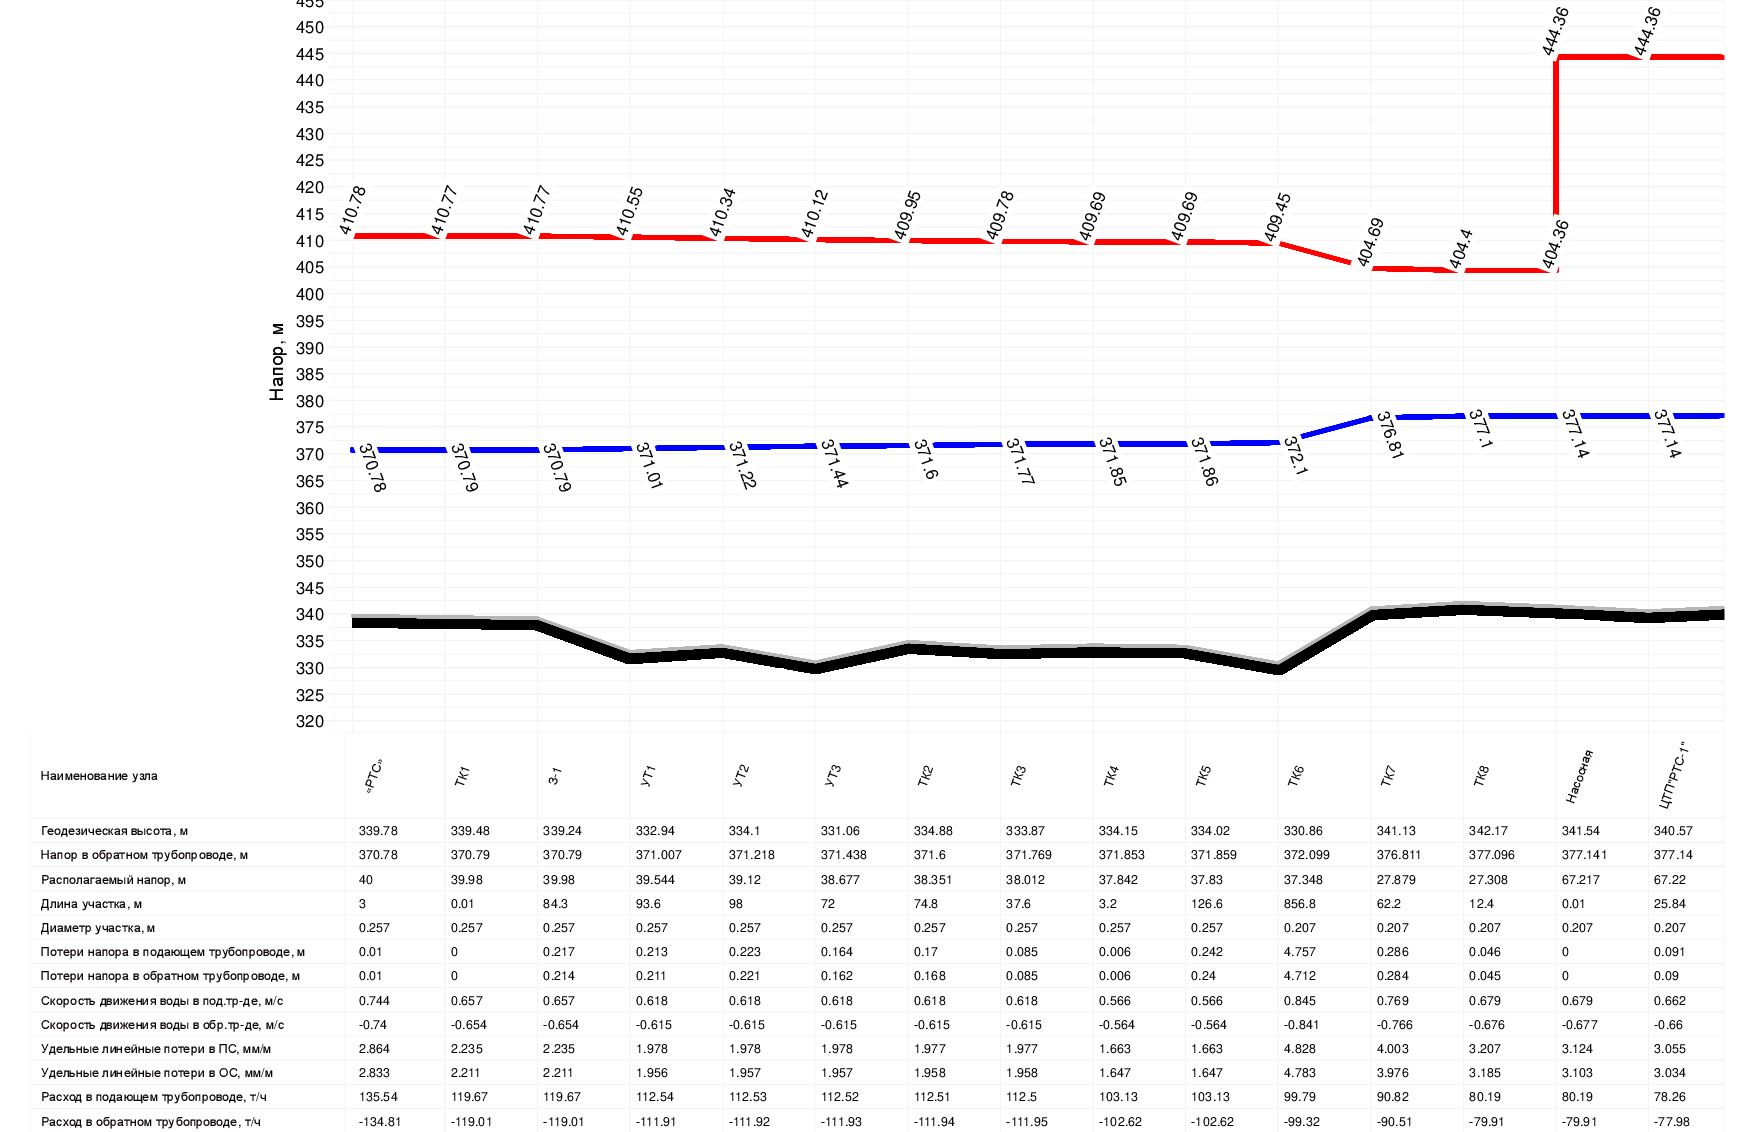 455
450
445
440
435
430
425
420
415
410
405
400
395
390
385
380
375
370
365
360
355
350
345
340
335
330
325
320
Напор, м
410.78 410.77 410.77 410.55 410.34 410.12 409.95 409.78 409.69 409.69 409.45 404.69 404.4 404.36 444.36 444.36
370.78 370.79 370.79 371.01 371.22 371.44 371.6 371.77 371.85 371.86 372.1 376.81 377.1 377.14 377.14
Наименование узла «РТС» ТК1 З-1 УТ1 УТ2 УТ3 ТК2 ТК3 ТК4 ТК5 ТК6 ТК7 ТК8 Насосная ЦТП"РТС-1"
Геодезическая высота, м 339.78 339.48 339.24 332.94 334.1 331.06 334.88 333.87 334.15 334.02 330.86 341.13 342.17 341.54 340.57
Напор в обратном трубопроводе, м 370.78 370.79 370.79 371.007 371.218 371.438 371.6 371.769 371.853 371.859 372.099 376.811 377.096 377.141 377.14
Располагаемый напор, м 40 39.98 39.98 39.544 39.12 38.677 38.351 38.012 37.842 37.83 37.348 27.879 27.308 67.217 67.22
Длина участка, м 3 0.01 84.3 93.6 98 72 74.8 37.6 3.2 126.6 856.8 62.2 12.4 0.01 25.84
Диаметр участка, м 0.257 0.257 0.257 0.257 0.257 0.257 0.257 0.257 0.257 0.257 0.207 0.207 0.207 0.207 0.207
Потери напора в подающем трубопроводе, м 0.01 0 0.217 0.213 0.223 0.164 0.17 0.085 0.006 0.242 4.757 0.286 0.046 0 0.091
Потери напора в обратном трубопроводе, м 0.01 0 0.214 0.211 0.221 0.162 0.168 0.085 0.006 0.24 4.712 0.284 0.045 0 0.09
Скорость движения воды в под.тр-де, м/с 0.744 0.657 0.657 0.618 0.618 0.618 0.618 0.618 0.566 0.566 0.845 0.769 0.679 0.679 0.662
Скорость движения воды в обр.тр-де, м/с -0.74 -0.654 -0.654 -0.615 -0.615 -0.615 -0.615 -0.615 -0.564 -0.564 -0.841 -0.766 -0.676 -0.677 -0.66
Удельные линейные потери в ПС, мм/м 2.864 2.235 2.235 1.978 1.978 1.978 1.977 1.977 1.663 1.663 4.828 4.003 3.207 3.124 3.055
Удельные линейные потери в ОС, мм/м 2.833 2.211 2.211 1.956 1.957 1.957 1.958 1.958 1.647 1.647 4.783 3.976 3.185 3.103 3.034
Расход в подающем трубопроводе, т/ч 135.54 119.67 119.67 112.54 112.53 112.52 112.51 112.5 103.13 103.13 99.79 90.82 80.19 80.19 78.26
Расход в обратном трубопроводе, т/ч -134.81 -119.01 -119.01 -111.91 -111.92 -111.93 -111.94 -111.95 -102.62 -102.62 -99.32 -90.51 -79.91 -79.91 -77.98